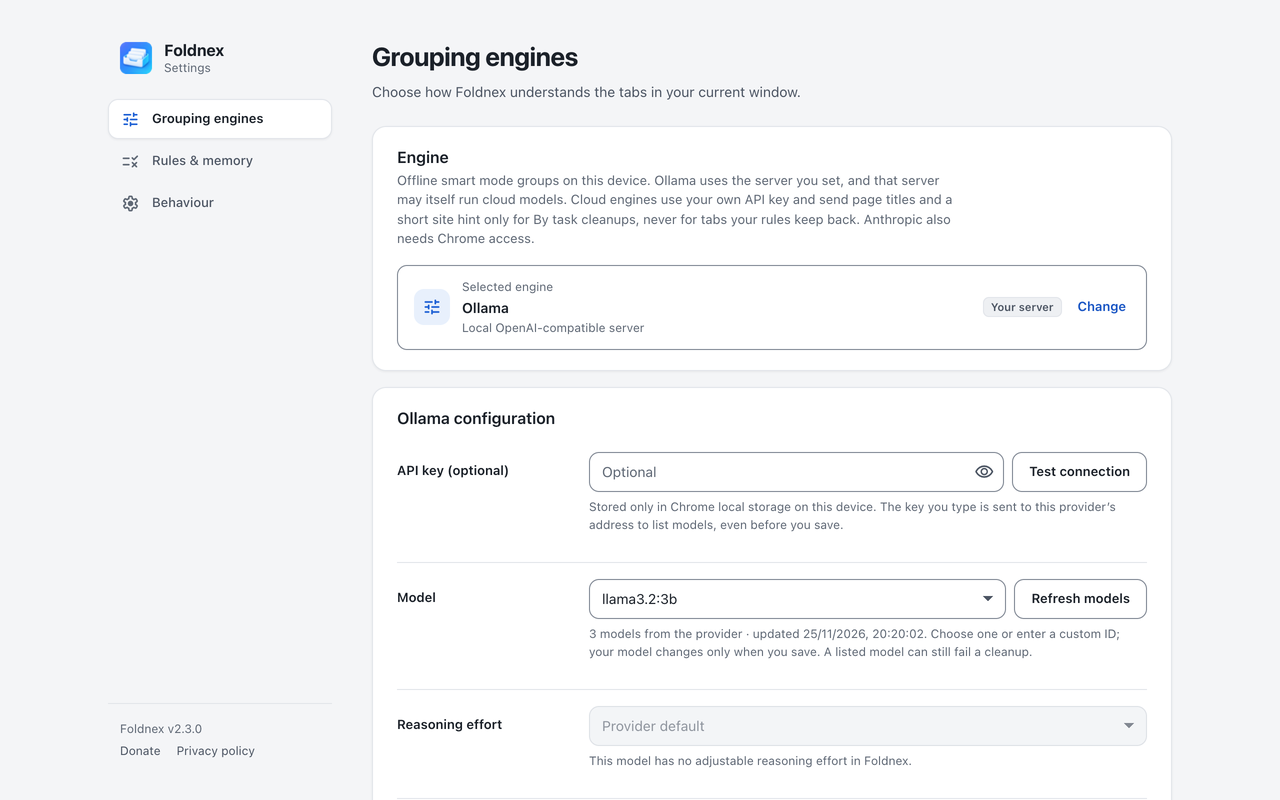 Foldnex
Settings
Grouping engines
Rules & memory
Behaviour
Foldnex v2.3.0
Donate
Privacy policy
Grouping engines
Choose how Foldnex understands the tabs in your current window.
Engine
Offline smart mode groups on this device. Ollama uses the server you set, and that server
may itself run cloud models. Cloud engines use your own API key and send page titles and a
short site hint only for By task cleanups, never for tabs your rules keep back. Anthropic also
needs Chrome access.
Selected engine
Ollama
Local OpenAI-compatible server
Your server
Change
Ollama configuration
API key (optional)
Optional
Test connection
Stored only in Chrome local storage on this device. The key you type is sent to this provider's
address to list models, even before you save.
Model
llama3.2:3b
Refresh models
3 models from the provider · updated 25/11/2026, 20:20:02. Choose one or enter a custom ID;
your model changes only when you save. A listed model can still fail a cleanup.
Reasoning effort
Provider default
This model has no adjustable reasoning effort in Foldnex.